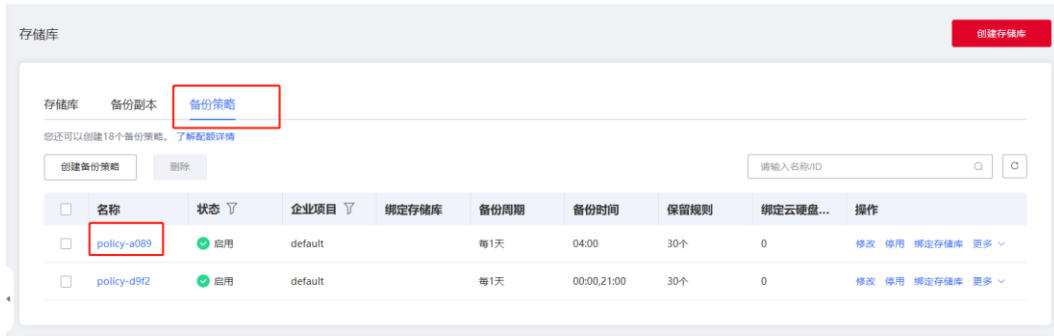 存储库
创建存储库
存储库 备份副本 备份策略
您还可以创建18个备份策略。 了解配额详情
创建备份策略 删除 请输入名称/ID
名称 状态 企业项目 绑定存储库 备份周期 备份时间 保留规则 绑定云硬盘... 操作
policy-a089 启用 default 每1天 04:00 30个 0 修改 停用 绑定存储库 更多
policy-d9f2 启用 default 每1天 00:00,21:00 30个 0 修改 停用 绑定存储库 更多